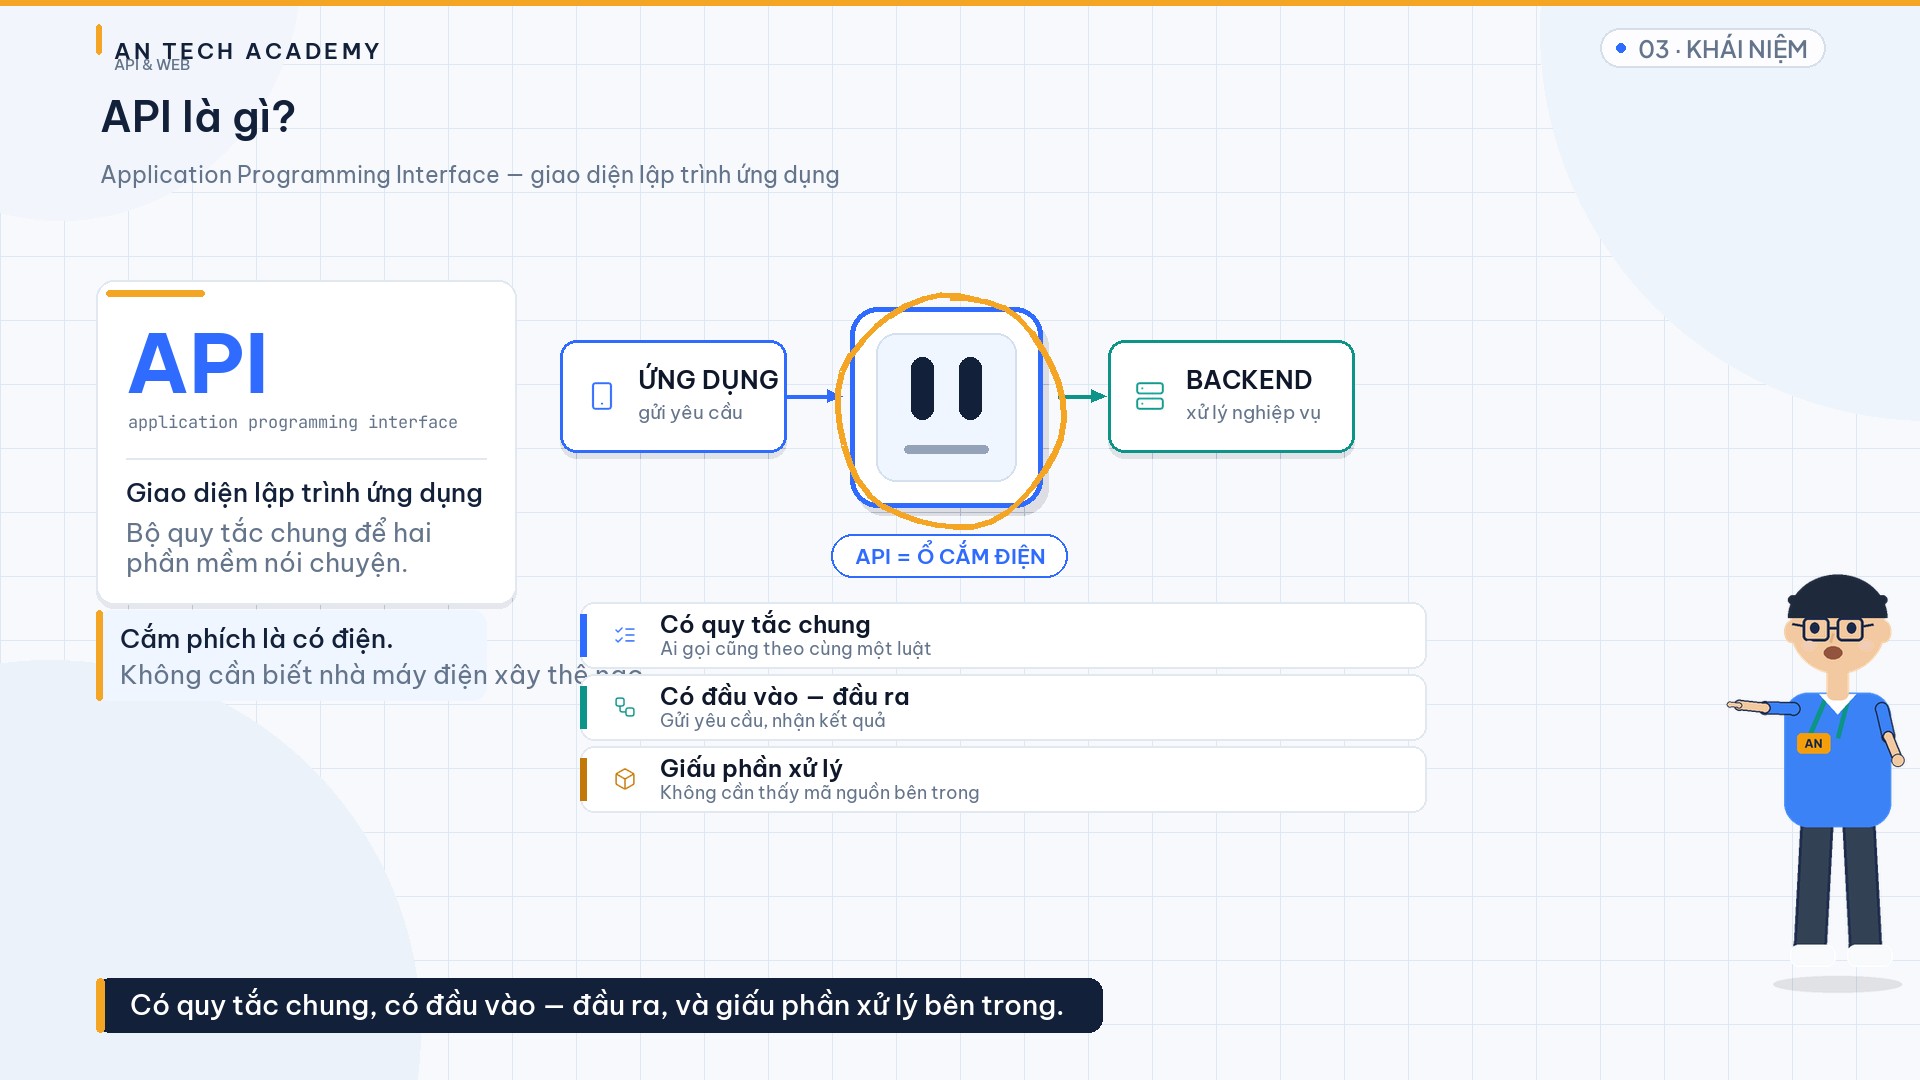 AN TECH ACADEMY
API & WEB
03 · KHÁI NIỆM
API là gì?
Application Programming Interface — giao diện lập trình ứng dụng
API
application programming interface
Giao diện lập trình ứng dụng
Bộ quy tắc chung để hai
phần mềm nói chuyện.
Cắm phích là có điện.
Không cần biết nhà máy điện xây thế nào
ỨNG DỤNG
gửi yêu cầu
BACKEND
xử lý nghiệp vụ
API = Ổ CẮM ĐIỆN
Có quy tắc chung
Ai gọi cũng theo cùng một luật
Có đầu vào — đầu ra
Gửi yêu cầu, nhận kết quả
Giấu phần xử lý
Không cần thấy mã nguồn bên trong
AN
Có quy tắc chung, có đầu vào — đầu ra, và giấu phần xử lý bên trong.